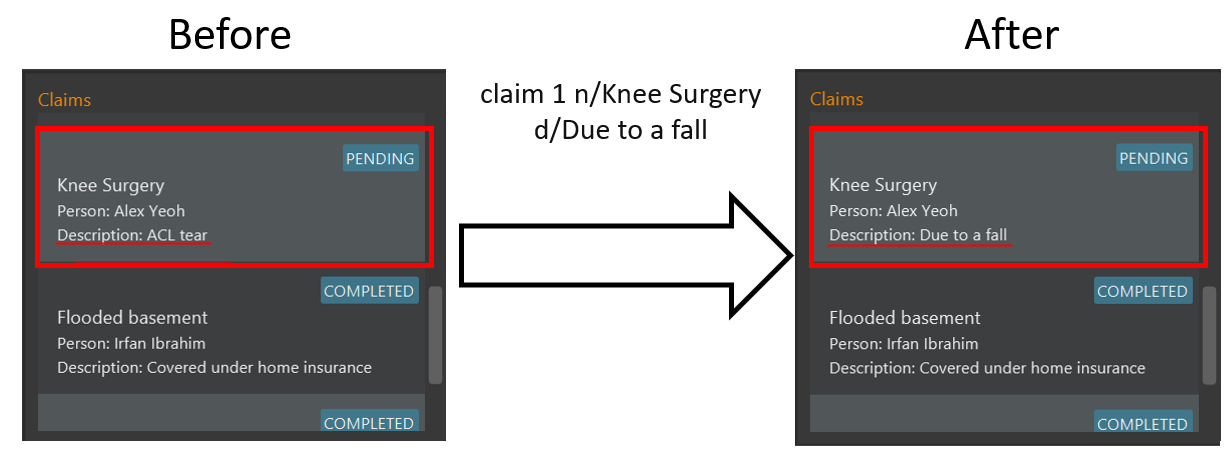 Before
After
claim 1 n/Knee Surgery
d/Due to a fall
Claims
PENDING
Knee Surgery
Person: Alex Yeoh
Description: ACL tear
COMPLETED
Flooded basement
Person: Irfan Ibrahim
Description: Covered under home insurance
COMPLETED
Claims
PENDING
Knee Surgery
Person: Alex Yeoh
Description: Due to a fall
COMPLETED
Flooded basement
Person: Irfan Ibrahim
Description: Covered under home insurance
COMPLETED